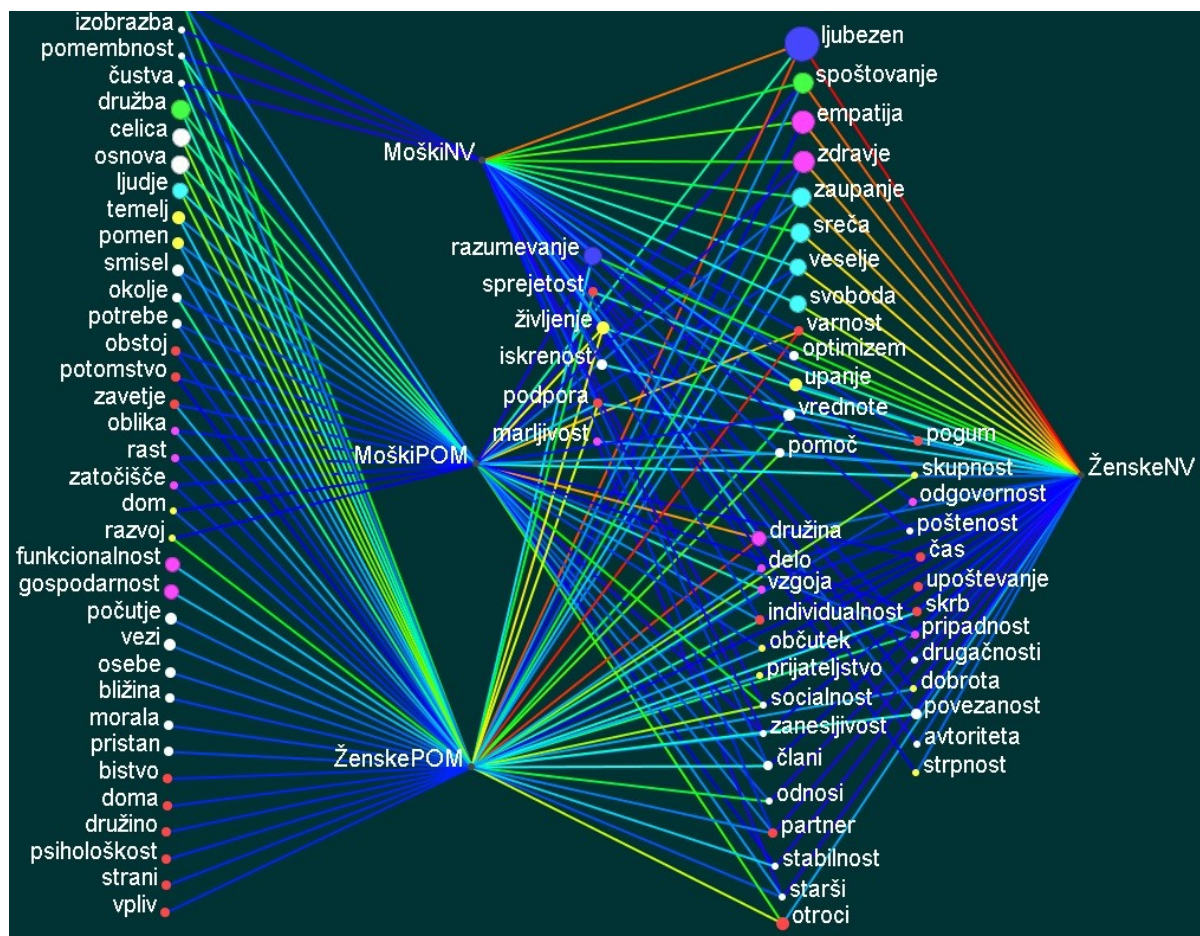 izobrazba
pomembnost
čustva
družba
celica
osnova
ljudje
temelj
pomen
smisel
okolje
potrebe
obstoj
potomstvo
zavetje
oblika
rast
zatočišče
dom
razvoj
funkcionalnost
gospodarnost
počutje
vezi
osebe
bližina
morala
pristan
bistvo
doma
družino
psihološkost
strani
vpliv
MoškiNV
MoškiPOM
ŽenskePOM
razumevanje
sprejetost
življenje
iskrenost
podpora
marljivost
ljubezen
spoštovanje
empatija
zdravje
zaupanje
sreča
veselje
svoboda
varnost
optimizem
upanje
vrednote
pomoč
družina
delo
vzgoja
individualnost
občutek
prijateljstvo
socialnost
zanesljivost
člani
odnosi
partner
stabilnost
starši
otroci
pogum
skupnost
odgovornost
poštenost
čas
upoštevanje
skrb
pripadnost
drugačnosti
dobrota
povezanost
avtoriteta
strpnost
ŽenskeNV